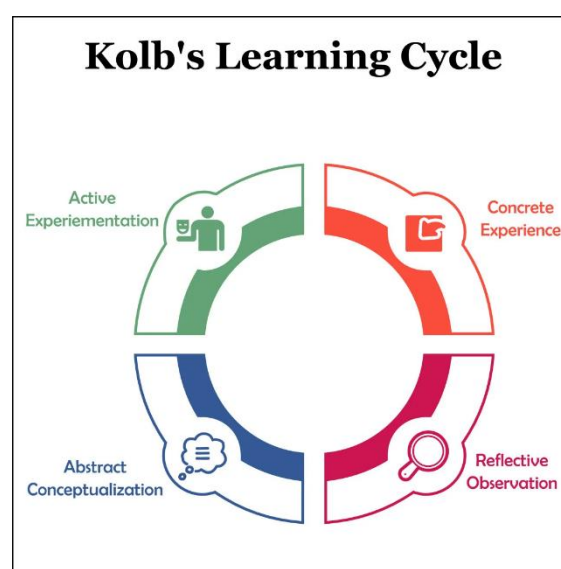 Kolb's Learning Cycle
Active
Experiementation
Concrete
Experience
Abstract
Conceptualization
Reflective
Observation